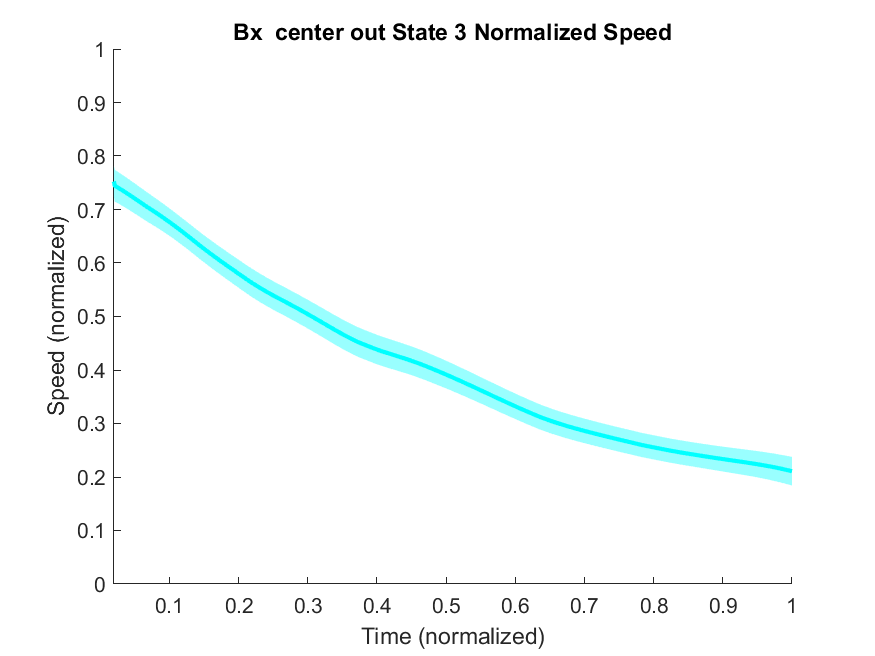 Bx  center out State 3 Normalized Speed
1
0.9
0.8
0.7
0.6
0.5
0.4
0.3
0.2
0.1
0
Speed (normalized)
0.1 0.2 0.3 0.4 0.5 0.6 0.7 0.8 0.9 1
Time (normalized)